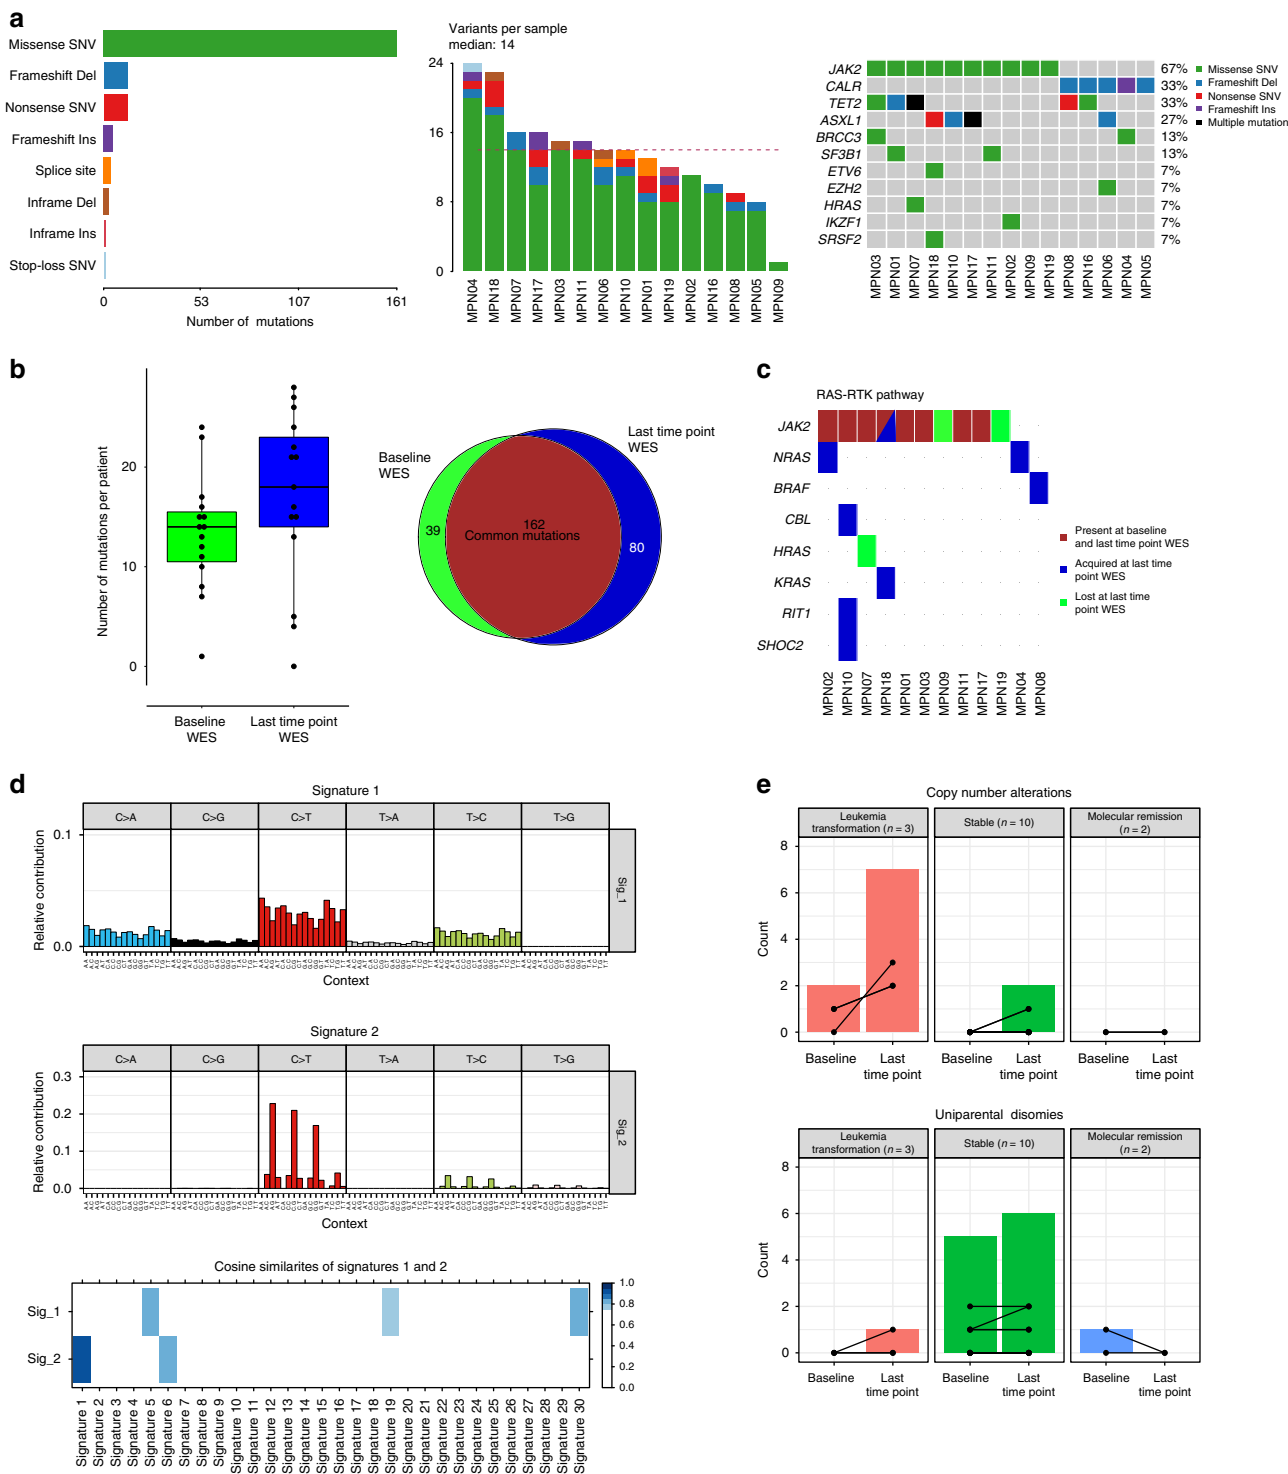 a
Missense SNV
Frameshift Del
Nonsense SNV
Frameshift Ins
Splice site
Inframe Del
Inframe Ins
Stop-loss SNV
0 53 107 161
Number of mutations
Variants per sample
median: 14
24
16
8
0
MPN04 MPN18 MPN07 MPN17 MPN03 MPN11 MPN06 MPN10 MPN01 MPN19 MPN02 MPN16 MPN08 MPN05 MPN09
JAK2 67%
CALR 33%
TET2 33%
ASXL1 27%
BRCC3 13%
SF3B1 13%
ETV6 7%
EZH2 7%
HRAS 7%
IKZF1 7%
SRSF2 7%
MPN03 MPN01 MPN07 MPN18 MPN10 MPN17 MPN11 MPN02 MPN09 MPN19 MPN08 MPN16 MPN06 MPN04 MPN05
Missense SNV
Frameshift Del
Nonsense SNV
Frameshift Ins
Multiple mutation
b
Number of mutations per patient
20
10
0
Baseline
WES
Last time point
WES
Baseline
WES
Last time point
WES
39
162
Common mutations
80
c
RAS-RTK pathway
JAK2
NRAS
BRAF
CBL
HRAS
KRAS
RIT1
SHOC2
MPN02 MPN10 MPN07 MPN18 MPN01 MPN03 MPN09 MPN11 MPN17 MPN19 MPN04 MPN08
Present at baseline
and last time point WES
Acquired at last time
point WES
Lost at last time
point WES
d
Signature 1
C>A C>G C>T T>A T>C T>G
Relative contribution
0.1
0.0
Sig_1
Context
Signature 2
C>A C>G C>T T>A T>C T>G
Relative contribution
0.3
0.2
0.1
0.0
Sig_2
Context
Cosine similarites of signatures 1 and 2
Sig_1
Sig_2
1.0
0.8
0.6
0.4
0.2
0.0
Signature 1 Signature 2 Signature 3 Signature 4 Signature 5 Signature 6 Signature 7 Signature 8 Signature 9 Signature 10 Signature 11 Signature 12 Signature 13 Signature 14 Signature 15 Signature 16 Signature 17 Signature 18 Signature 19 Signature 20 Signature 21 Signature 22 Signature 23 Signature 24 Signature 25 Signature 26 Signature 27 Signature 28 Signature 29 Signature 30
e
Copy number alterations
Leukemia
transformation (n = 3)
Stable (n = 10)
Molecular remission
(n = 2)
Count
8
6
4
2
0
Baseline Last
time point
Baseline Last
time point
Baseline Last
time point
Uniparental disomies
Leukemia
transformation (n = 3)
Stable (n = 10)
Molecular remission
(n = 2)
Count
8
6
4
2
0
Baseline Last
time point
Baseline Last
time point
Baseline Last
time point